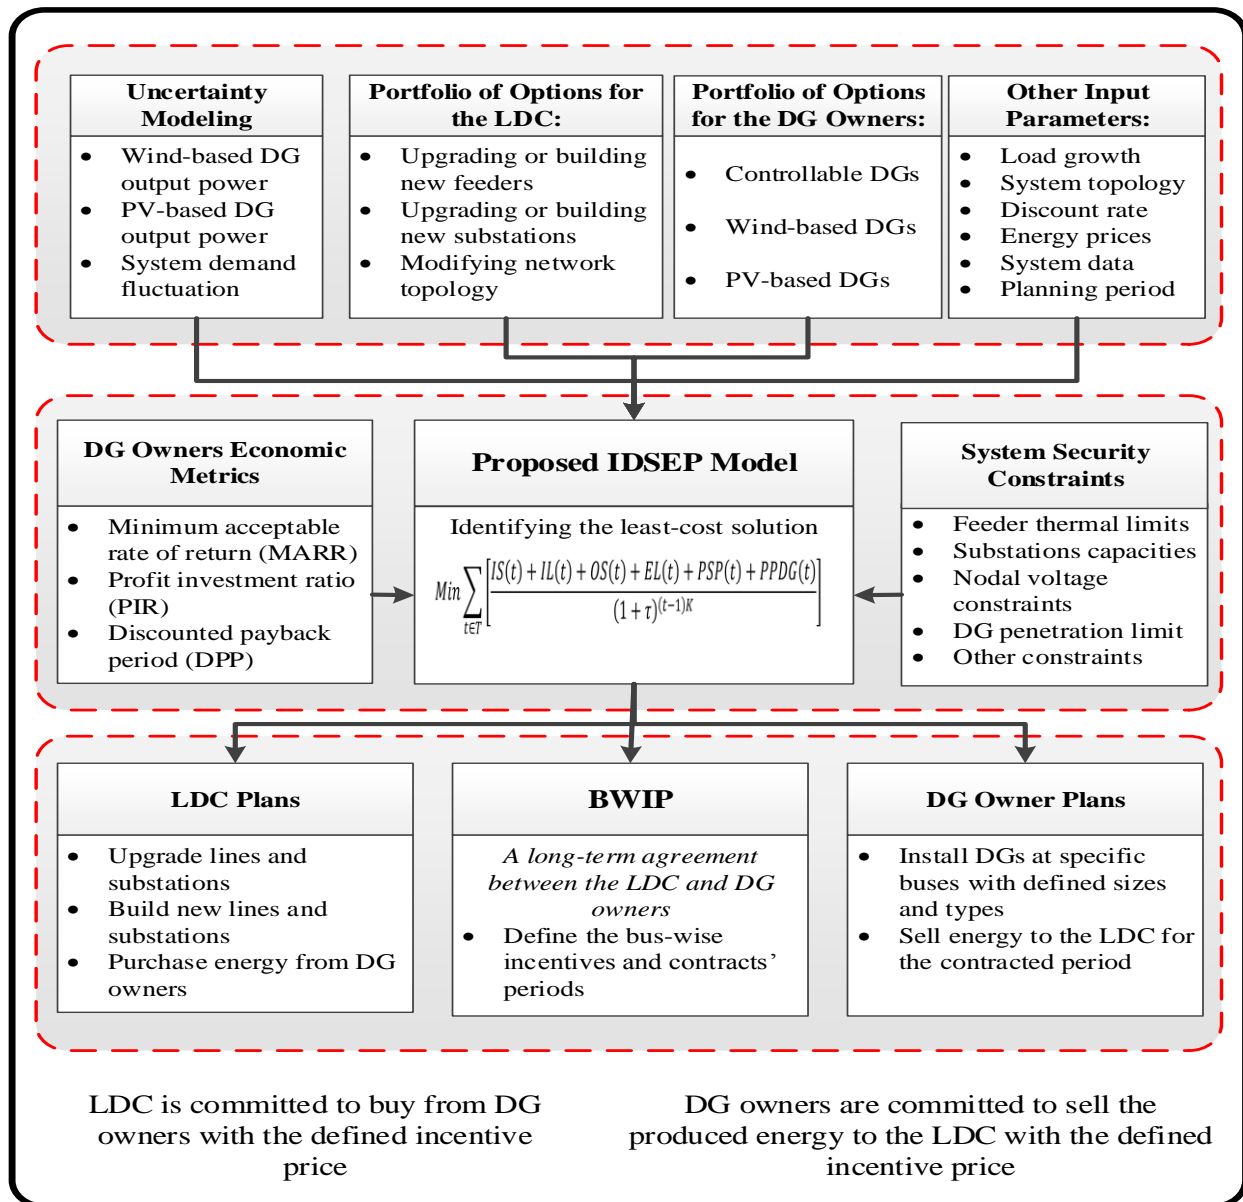 Uncertainty
Modeling
• Wind-based DG
output power
• PV-based DG
output power
• System demand
fluctuation
Portfolio of Options for
the LDC:
• Upgrading or building
new feeders
• Upgrading or building
new substations
• Modifying network
topology
Portfolio of Options
for the DG Owners:
• Controllable DGs
• Wind-based DGs
• PV-based DGs
Other Input
Parameters:
• Load growth
• System topology
• Discount rate
• Energy prices
• System data
• Planning period
DG Owners Economic
Metrics
• Minimum acceptable
rate of return (MARR)
• Profit investment ratio
(PIR)
• Discounted payback
period (DPP)
Proposed IDSEP Model
Identifying the least-cost solution
Min ∑_{t∈T} [(IS(t) + IL(t) + OS(t) + EL(t) + PSP(t) + PPDG(t)) / (1 + τ)^{(t−1)K}]
System Security
Constraints
• Feeder thermal limits
• Substations capacities
• Nodal voltage
constraints
• DG penetration limit
• Other constraints
LDC Plans
• Upgrade lines and
substations
• Build new lines and
substations
• Purchase energy from DG
owners
BWIP
A long-term agreement
between the LDC and DG
owners
• Define the bus-wise
incentives and contracts’
periods
DG Owner Plans
• Install DGs at specific
buses with defined sizes
and types
• Sell energy to the LDC for
the contracted period
LDC is committed to buy from DG
owners with the defined incentive
price
DG owners are committed to sell the
produced energy to the LDC with the defined
incentive price